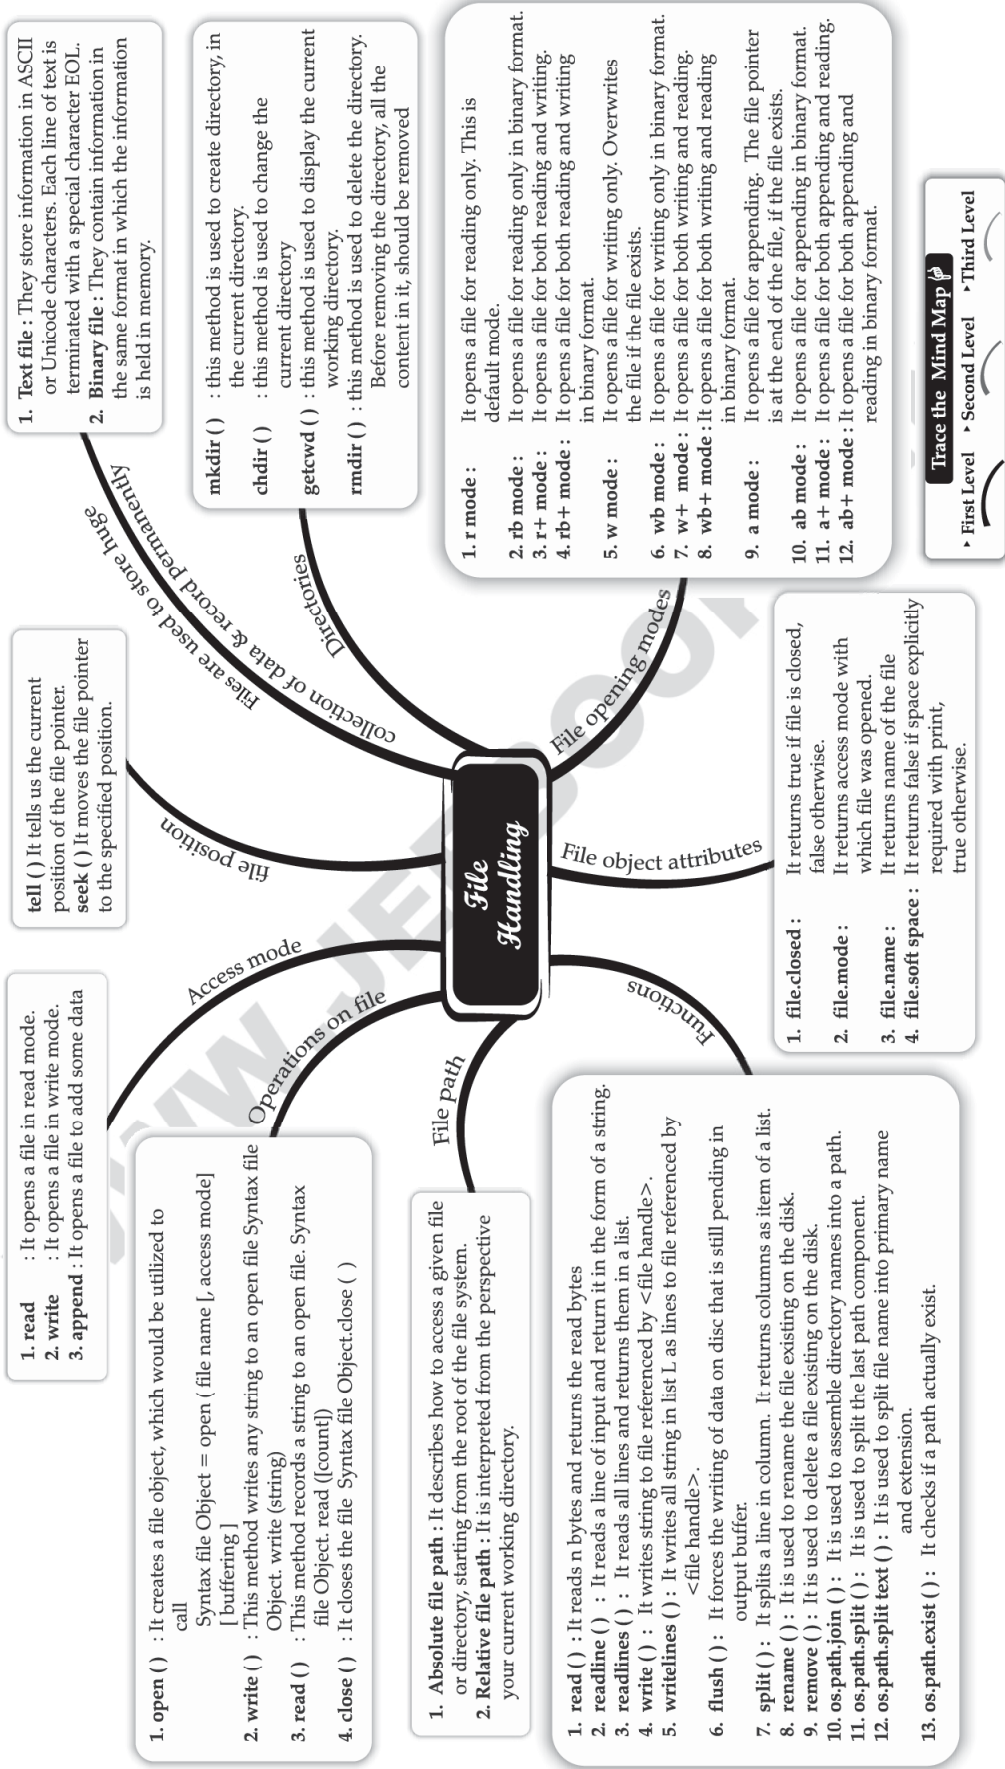 File
Handling
Access mode
1. read : It opens a file in read mode.
2. write : It opens a file in write mode.
3. append : It opens a file to add some data
file position
tell ( ) It tells us the current
position of the file pointer.
seek ( ) It moves the file pointer
to the specified position.
Files are used to store huge
collection of data & record permanently
1. Text file : They store information in ASCII
or Unicode characters. Each line of text is
terminated with a special character EOL.
2. Binary file : They contain information in
the same format in which the information
is held in memory.
Directories
mkdir ( ) : this method is used to create directory, in
the current directory.
chdir ( ) : this method is used to change the
current directory
getcwd ( ) : this method is used to display the current
working directory.
rmdir ( ) : this method is used to delete the directory.
Before removing the directory, all the
content in it, should be removed
File opening modes
1. r mode : It opens a file for reading only. This is
default mode.
2. rb mode : It opens a file for reading only in binary format.
3. r+ mode : It opens a file for both reading and writing.
4. rb+ mode : It opens a file for both reading and writing
in binary format.
5. w mode : It opens a file for writing only. Overwrites
the file if the file exists.
6. wb mode : It opens a file for writing only in binary format.
7. w+ mode : It opens a file for both writing and reading.
8. wb+ mode : It opens a file for both writing and reading
in binary format.
9. a mode : It opens a file for appending. The file pointer
is at the end of the file, if the file exists.
10. ab mode : It opens a file for appending in binary format.
11. a+ mode : It opens a file for both appending and reading.
12. ab+ mode : It opens a file for both appending and
reading in binary format.
Operations on file
1. open ( ) : It creates a file object, which would be utilized to
call
Syntax file Object = open ( file name [, access mode]
[ buffering ]
2. write ( ) : This method writes any string to an open file Syntax file
Object. write (string)
3. read ( ) : This method records a string to an open file. Syntax
file Object. read ([count])
4. close ( ) : It closes the file Syntax file Object.close ( )
File path
1. Absolute file path : It describes how to access a given file
or directory, starting from the root of the file system.
2. Relative file path : It is interpreted from the perspective
your current working directory.
Functions
1. read ( ) : It reads n bytes and returns the read bytes
2. readline ( ) : It reads a line of input and return it in the form of a string.
3. readlines ( ) : It reads all lines and returns them in a list.
4. write ( ) : It writes string to file referenced by <file handle>.
5. writelines ( ) : It writes all string in list L as lines to file referenced by
<file handle>.
6. flush ( ) : It forces the writing of data on disc that is still pending in
output buffer.
7. split ( ) : It splits a line in column. It returns columns as item of a list.
8. rename ( ) : It is used to rename the file existing on the disk.
9. remove ( ) : It is used to delete a file existing on the disk.
10. os.path.join ( ) : It is used to assemble directory names into a path.
11. os.path.split ( ) : It is used to split the last path component.
12. os.path.split text ( ) : It is used to split file name into primary name
and extension.
13. os.path.exist ( ) : It checks if a path actually exist.
File object attributes
1. file.closed : It returns true if file is closed,
false otherwise.
2. file.mode : It returns access mode with
which file was opened.
3. file.name : It returns name of the file
4. file.soft space : It returns false if space explicitly
required with print,
true otherwise.
Trace the Mind Map
First Level Second Level Third Level